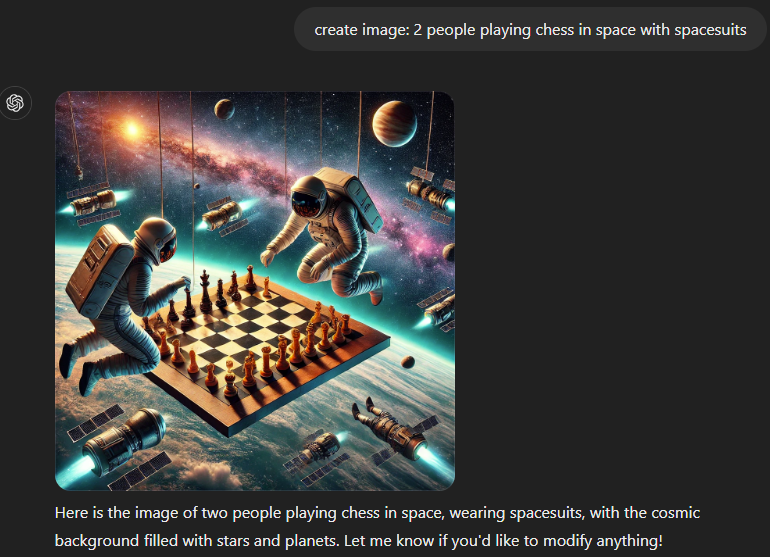 create image: 2 people playing chess in space with spacesuits
Here is the image of two people playing chess in space, wearing spacesuits, with the cosmic
background filled with stars and planets. Let me know if you'd like to modify anything!